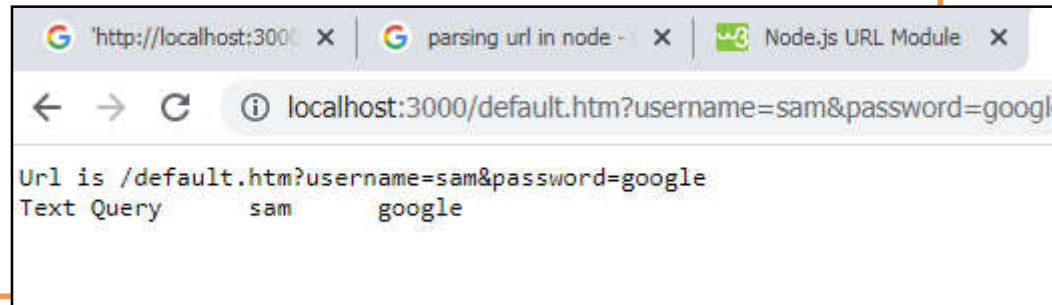 'http://localhost:3000 parsing url in node - Node.js URL Module
localhost:3000/default.htm?username=sam&password=googl
Url is /default.htm?username=sam&password=google
Text Query sam google